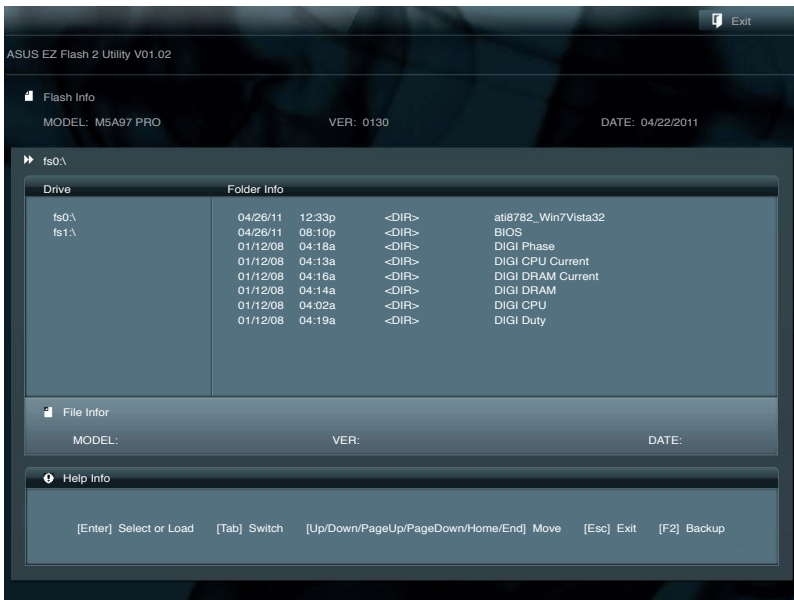 Exit
ASUS EZ Flash 2 Utility V01.02
Flash Info
MODEL: M5A97 PRO VER: 0130 DATE: 04/22/2011
fs0:\
Drive Folder Info
fs0:\ 04/26/11 12:33p <DIR> ati8782_Win7Vista32
fs1:\ 04/26/11 08:10p <DIR> BIOS
01/12/08 04:18a <DIR> DIGI Phase
01/12/08 04:13a <DIR> DIGI CPU Current
01/12/08 04:16a <DIR> DIGI DRAM Current
01/12/08 04:14a <DIR> DIGI DRAM
01/12/08 04:02a <DIR> DIGI CPU
01/12/08 04:19a <DIR> DIGI Duty
File Infor
MODEL: VER: DATE:
Help Info
[Enter] Select or Load [Tab] Switch [Up/Down/PageUp/PageDown/Home/End] Move [Esc] Exit [F2] Backup